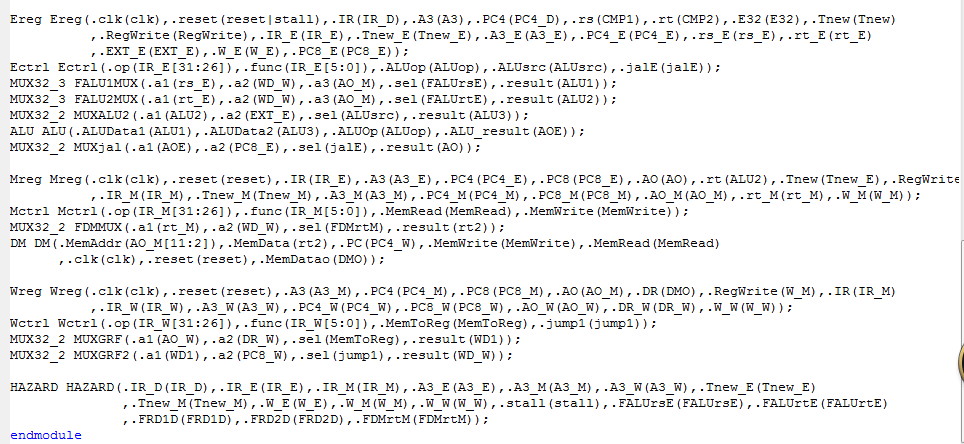 Ereg Ereg(.clk(clk),.reset(reset|stall),.IR(IR_D),.A3(A3),.PC4(PC4_D),.rs(CMP1),.rt(CMP2),.E32(E32),.Tnew(Tnew)
,.RegWrite(RegWrite),.IR_E(IR_E),.Tnew_E(Tnew_E),.A3_E(A3_E),.PC4_E(PC4_E),.rs_E(rs_E),.rt_E(rt_E)
,.EXT_E(EXT_E),.W_E(W_E),.PC8_E(PC8_E));
Ectrl Ectrl(.op(IR_E[31:26]),.func(IR_E[5:0]),.ALUop(ALUop),.ALUsrc(ALUsrc),.jalE(jalE));
MUX32_3 FALU1MUX(.a1(rs_E),.a2(WD_W),.a3(AO_M),.sel(FALUrsE),.result(ALU1));
MUX32_3 FALU2MUX(.a1(rt_E),.a2(WD_W),.a3(AO_M),.sel(FALUrtE),.result(ALU2));
MUX32_2 MUXALU2(.a1(ALU2),.a2(EXT_E),.sel(ALUsrc),.result(ALU3));
ALU ALU(.ALUData1(ALU1),.ALUData2(ALU3),.ALUOp(ALUop),.ALU_result(AOE));
MUX32_2 MUXjal(.a1(AOE),.a2(PC8_E),.sel(jalE),.result(AO));
Mreg Mreg(.clk(clk),.reset(reset),.IR(IR_E),.A3(A3_E),.PC4(PC4_E),.PC8(PC8_E),.AO(AO),.rt(ALU2),.Tnew(Tnew_E),.RegWrite
,.IR_M(IR_M),.Tnew_M(Tnew_M),.A3_M(A3_M),.PC4_M(PC4_M),.PC8_M(PC8_M),.AO_M(AO_M),.rt_M(rt_M),.W_M(W_M));
Mctrl Mctrl(.op(IR_M[31:26]),.func(IR_M[5:0]),.MemRead(MemRead),.MemWrite(MemWrite));
MUX32_2 FDMMUX(.a1(rt_M),.a2(WD_W),.sel(FDMrtM),.result(rt2));
DM DM(.MemAddr(AO_M[11:2]),.MemData(rt2),.PC(PC4_W),.MemWrite(MemWrite),.MemRead(MemRead)
,.clk(clk),.reset(reset),.MemDatao(DMO));
Wreg Wreg(.clk(clk),.reset(reset),.A3(A3_M),.PC4(PC4_M),.PC8(PC8_M),.AO(AO_M),.DR(DMO),.RegWrite(W_M),.IR(IR_M)
,.IR_W(IR_W),.A3_W(A3_W),.PC4_W(PC4_W),.PC8_W(PC8_W),.AO_W(AO_W),.DR_W(DR_W),.W_W(W_W));
Wctrl Wctrl(.op(IR_W[31:26]),.func(IR_W[5:0]),.MemToReg(MemToReg),.jump1(jump1));
MUX32_2 MUXGRF(.a1(AO_W),.a2(DR_W),.sel(MemToReg),.result(WD1));
MUX32_2 MUXGRF2(.a1(WD1),.a2(PC8_W),.sel(jump1),.result(WD_W));
HAZARD HAZARD(.IR_D(IR_D),.IR_E(IR_E),.IR_M(IR_M),.A3_E(A3_E),.A3_M(A3_M),.A3_W(A3_W),.Tnew_E(Tnew_E)
,.Tnew_M(Tnew_M),.W_E(W_E),.W_M(W_M),.W_W(W_W),.stall(stall),.FALUrsE(FALUrsE),.FALUrtE(FALUrtE)
,.FRD1D(FRD1D),.FRD2D(FRD2D),.FDMrtM(FDMrtM));
endmodule